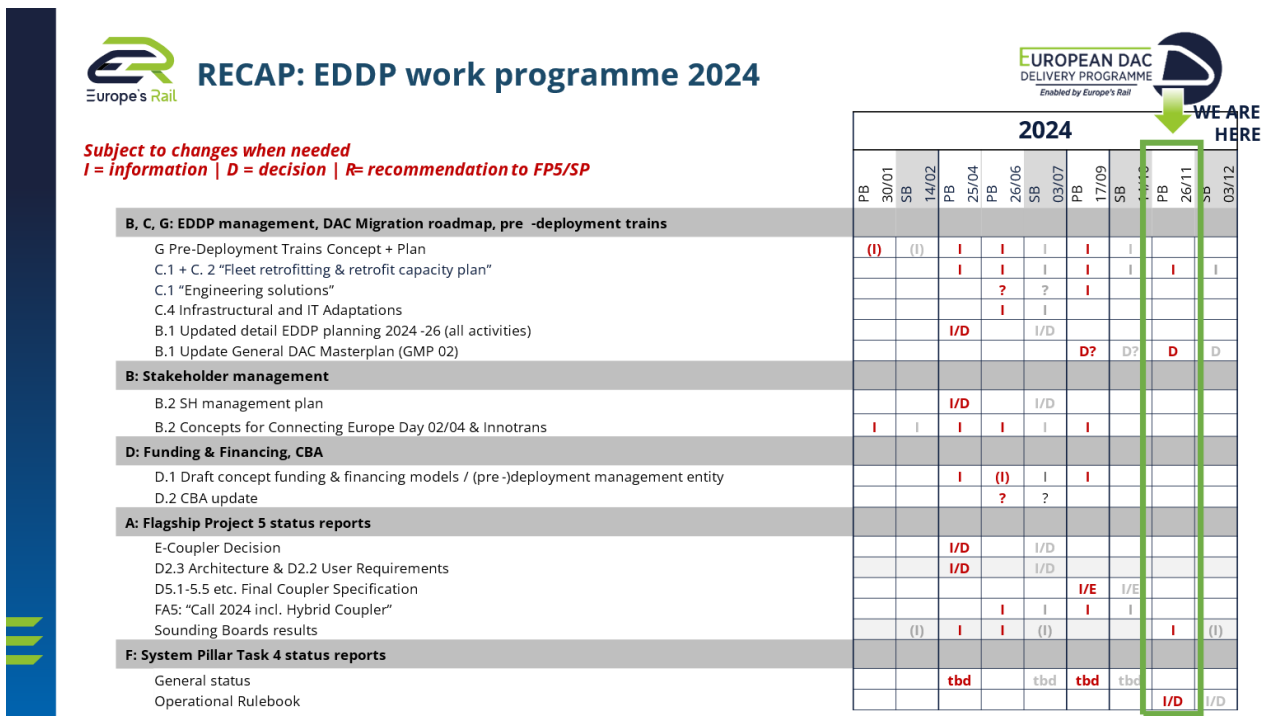 Europe's Rail
RECAP: EDDP work programme 2024
EUROPEAN DAC
DELIVERY PROGRAMME
Enabled by Europe's Rail
WE ARE
HERE
2024
Subject to changes when needed
I = information | D = decision | R= recommendation to FP5/SP
PB 30/01 SB 14/02 PB 25/04 PB 26/06 SB 03/07 PB 17/09 SB PB 26/11 SB 03/12
B, C, G: EDDP management, DAC Migration roadmap, pre -deployment trains
G Pre-Deployment Trains Concept + Plan (I) (I) I I I I I
C.1 + C. 2 “Fleet retrofitting & retrofit capacity plan” I I I I I I I
C.1 “Engineering solutions” ? ? I
C.4 Infrastructural and IT Adaptations I I
B.1 Updated detail EDDP planning 2024 -26 (all activities) I/D I/D
B.1 Update General DAC Masterplan (GMP 02) D? D? D D
B: Stakeholder management
B.2 SH management plan I/D I/D
B.2 Concepts for Connecting Europe Day 02/04 & Innotrans I I I I I I
D: Funding & Financing, CBA
D.1 Draft concept funding & financing models / (pre -)deployment management entity I (I) I I
D.2 CBA update ? ?
A: Flagship Project 5 status reports
E-Coupler Decision I/D I/D
D2.3 Architecture & D2.2 User Requirements I/D I/D
D5.1-5.5 etc. Final Coupler Specification I/E I/E
FA5: “Call 2024 incl. Hybrid Coupler” I I I I
Sounding Boards results (I) I I (I) I (I)
F: System Pillar Task 4 status reports
General status tbd tbd tbd tbd
Operational Rulebook I/D I/D